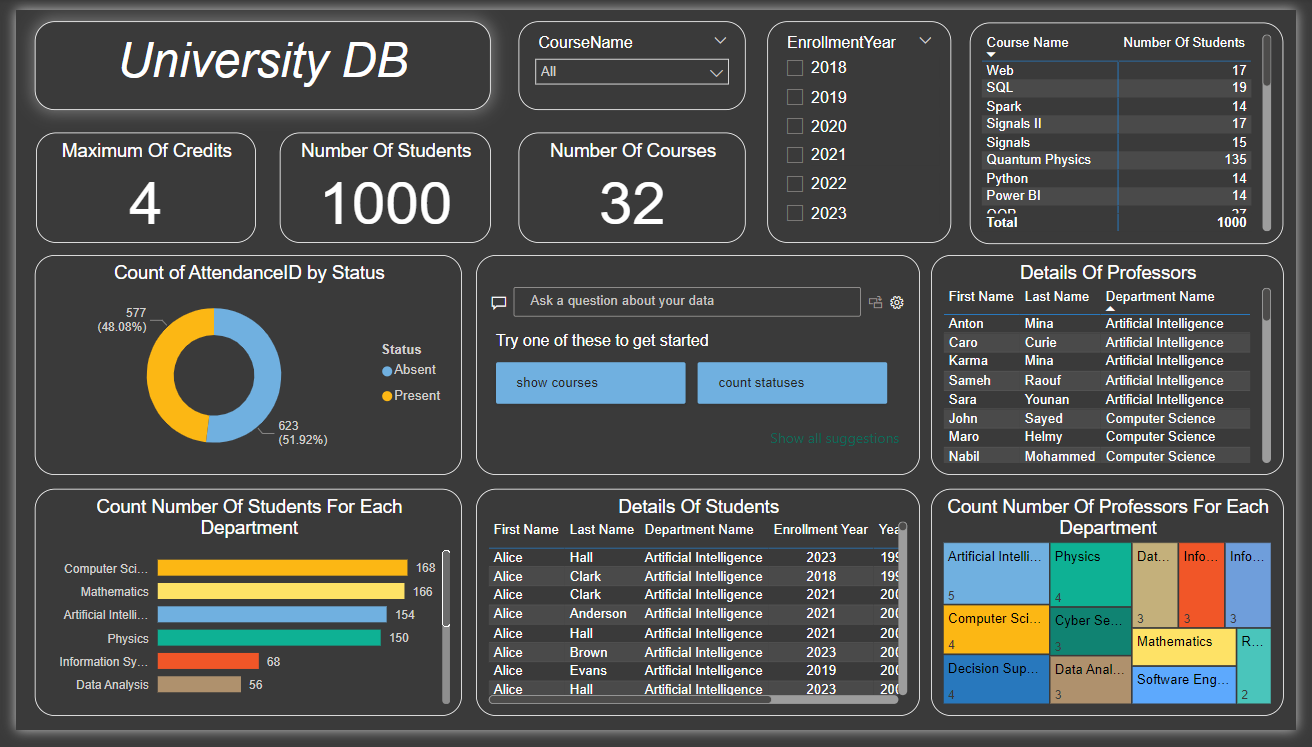 University DB
CourseName
All
EnrollmentYear
2018
2019
2020
2021
2022
2023
Course Name Number Of Students
Web 17
SQL 19
Spark 14
Signals II 17
Signals 15
Quantum Physics 135
Python 14
Power BI 14
Total 1000
Maximum Of Credits
4
Number Of Students
1000
Number Of Courses
32
Count of AttendanceID by Status
577
(48.08%)
623
(51.92%)
Status
Absent
Present
Ask a question about your data
Try one of these to get started
show courses
count statuses
Show all suggestions
Details Of Professors
First Name Last Name Department Name
Anton Mina Artificial Intelligence
Caro Curie Artificial Intelligence
Karma Mina Artificial Intelligence
Sameh Raouf Artificial Intelligence
Sara Younan Artificial Intelligence
John Sayed Computer Science
Maro Helmy Computer Science
Nabil Mohammed Computer Science
Count Number Of Students For Each
Department
Computer Sci... 168
Mathematics 166
Artificial Intelli... 154
Physics 150
Information Sy... 68
Data Analysis 56
Details Of Students
First Name Last Name Department Name Enrollment Year
Alice Hall Artificial Intelligence 2023
Alice Clark Artificial Intelligence 2018
Alice Clark Artificial Intelligence 2021
Alice Anderson Artificial Intelligence 2021
Alice Hall Artificial Intelligence 2021
Alice Brown Artificial Intelligence 2023
Alice Evans Artificial Intelligence 2019
Alice Hall Artificial Intelligence 2023
Count Number Of Professors For Each
Department
Artificial Intelli...
5
Computer Sci...
4
Decision Sup...
4
Physics
4
Cyber Se...
3
Data Anal...
3
Dat...
3
Info...
3
Info...
3
Mathematics
Software Eng...
R...
2